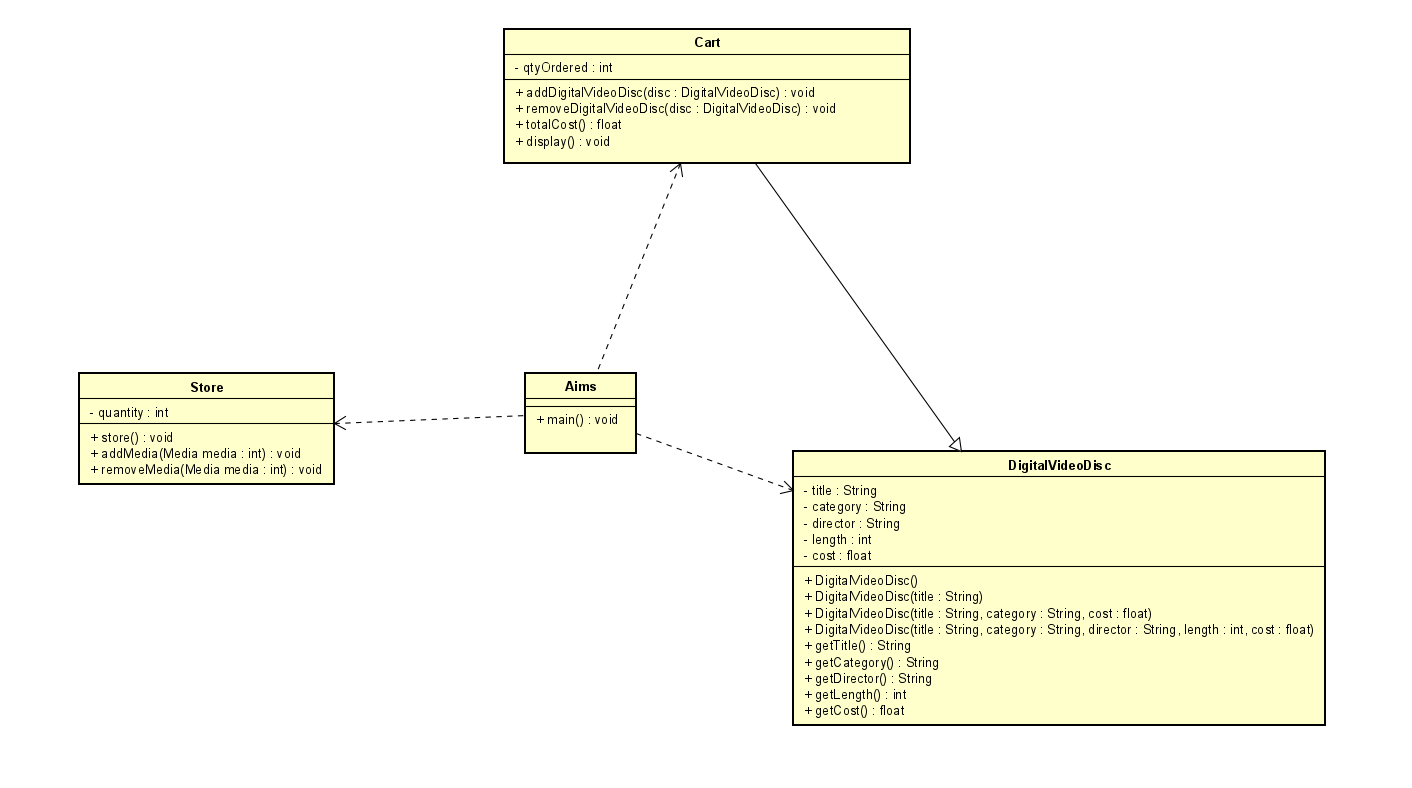 Cart
- qtyOrdered : int
+ addDigitalVideoDisc(disc : DigitalVideoDisc) : void
+ removeDigitalVideoDisc(disc : DigitalVideoDisc) : void
+ totalCost() : float
+ display() : void
Store
- quantity : int
+ store() : void
+ addMedia(Media media : int) : void
+ removeMedia(Media media : int) : void
Aims
+ main() : void
DigitalVideoDisc
- title : String
- category : String
- director : String
- length : int
- cost : float
+ DigitalVideoDisc()
+ DigitalVideoDisc(title : String)
+ DigitalVideoDisc(title : String, category : String, cost : float)
+ DigitalVideoDisc(title : String, category : String, director : String, length : int, cost : float)
+ getTitle() : String
+ getCategory() : String
+ getDirector() : String
+ getLength() : int
+ getCost() : float